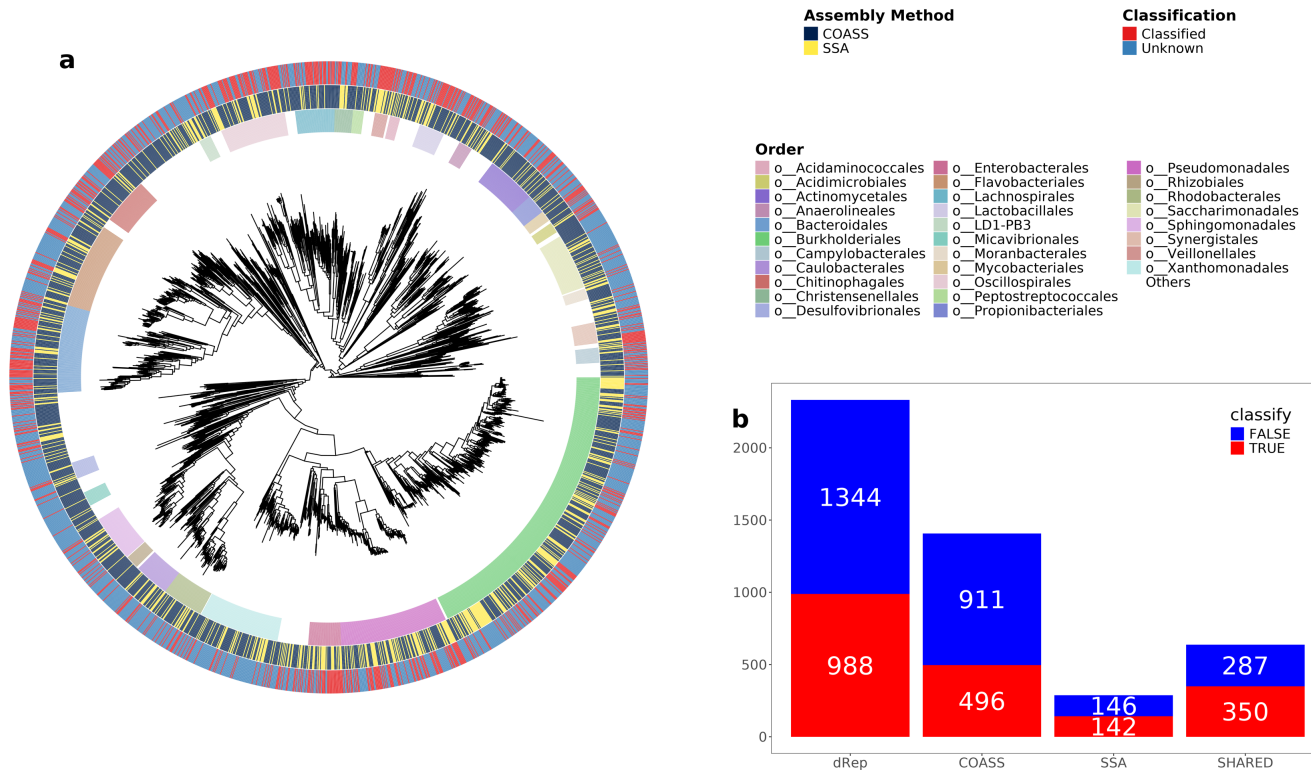 a
Assembly Method
COASS
SSA
Classification
Classified
Unknown
Order
o__Acidaminococcales
o__Acidimicrobiales
o__Actinomycetales
o__Anaerolineales
o__Bacteroidales
o__Burkholderiales
o__Campylobacterales
o__Caulobacterales
o__Chitinophagales
o__Christensenellales
o__Desulfovibrionales
o__Enterobacterales
o__Flavobacteriales
o__Lachnospirales
o__Lactobacillales
o__LD1-PB3
o__Micavibrionales
o__Moranbacterales
o__Mycobacteriales
o__Oscillospirales
o__Peptostreptococcales
o__Propionibacteriales
o__Pseudomonadales
o__Rhizobiales
o__Rhodobacterales
o__Saccharimonadales
o__Sphingomonadales
o__Synergistales
o__Veillonellales
o__Xanthomonadales
Others
b
classify
FALSE
TRUE
2000
1500
1000
500
0
1344
988
911
496
146
142
287
350
dRep
COASS
SSA
SHARED